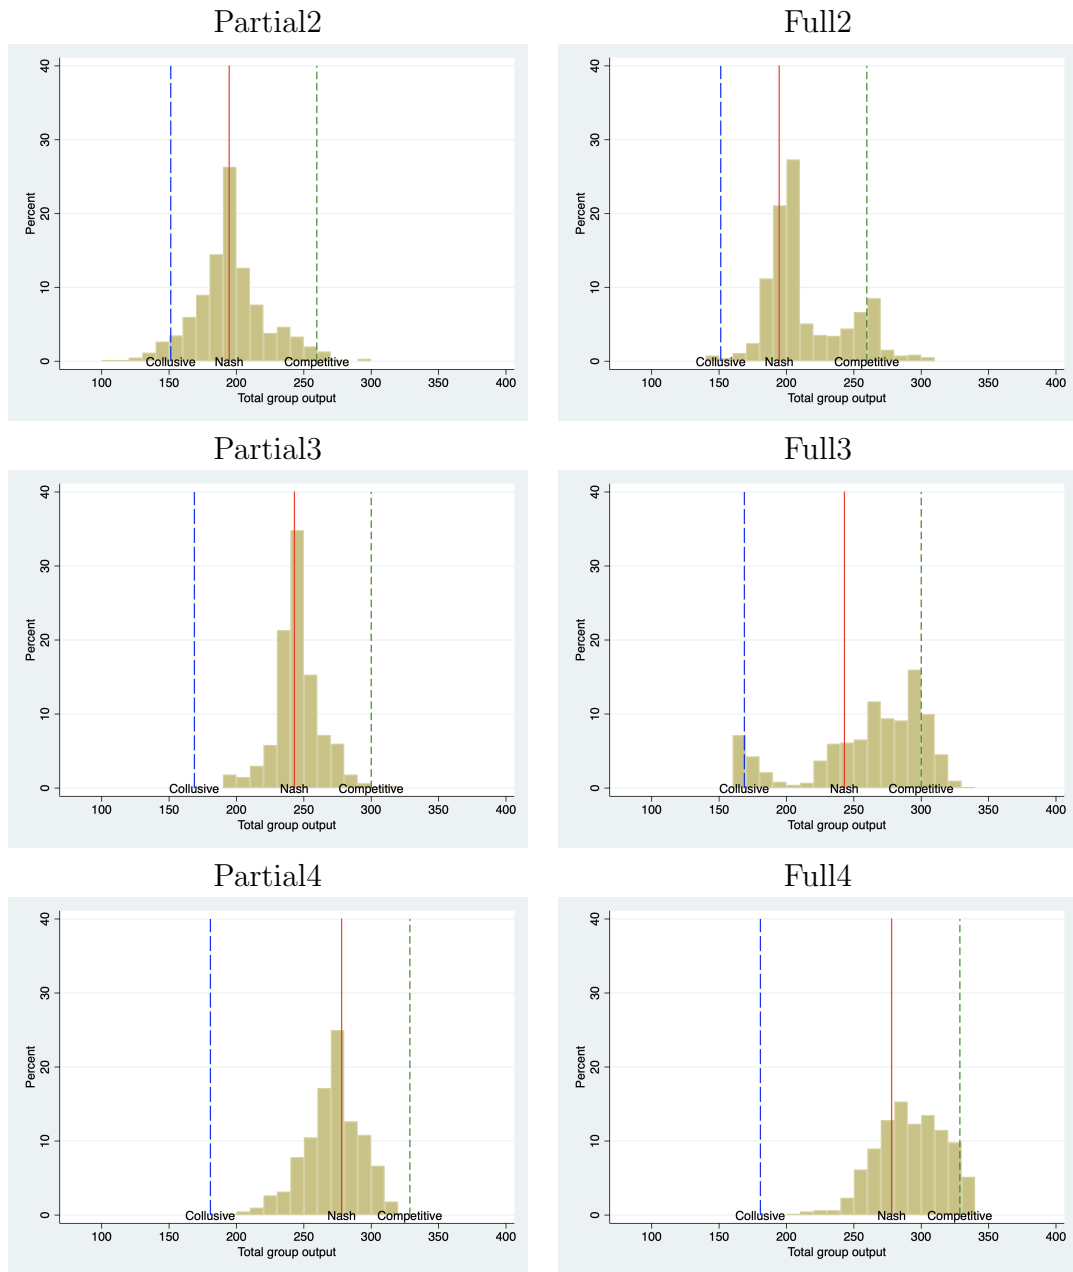 Partial2
Full2
40
30
20
10
0
Percent
Collusive Nash Competitive
100 150 200 250 300 350 400
Total group output
40
30
20
10
0
Percent
Collusive Nash Competitive
100 150 200 250 300 350 400
Total group output
Partial3
Full3
40
30
20
10
0
Percent
Collusive Nash Competitive
100 150 200 250 300 350 400
Total group output
40
30
20
10
0
Percent
Collusive Nash Competitive
100 150 200 250 300 350 400
Total group output
Partial4
Full4
40
30
20
10
0
Percent
Collusive Nash Competitive
100 150 200 250 300 350 400
Total group output
40
30
20
10
0
Percent
Collusive Nash Competitive
100 150 200 250 300 350 400
Total group output